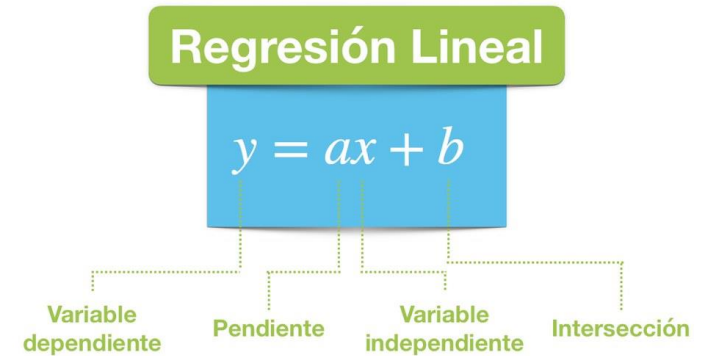 Regresión Lineal
y = ax + b
Variable dependiente
Pendiente
Variable independiente
Intersección